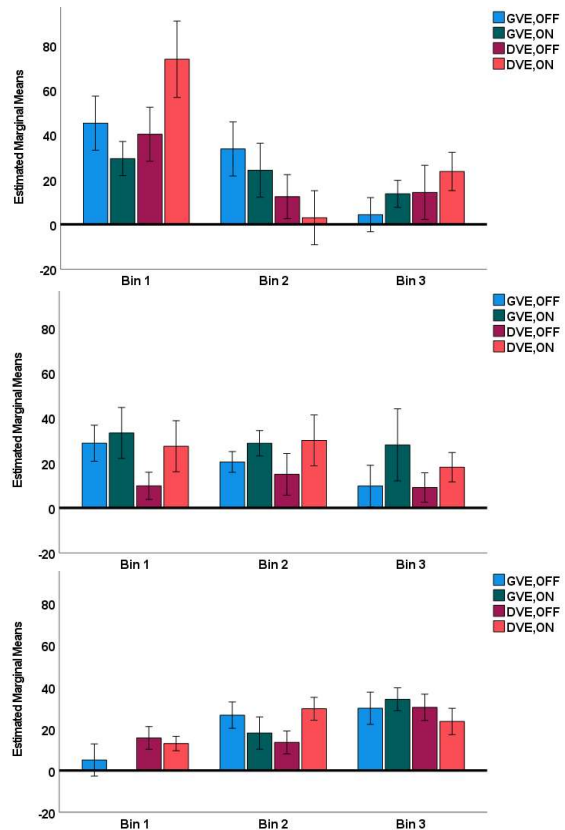 GVE,OFF
GVE,ON
DVE,OFF
DVE,ON
80
60
40
20
0
-20
Estimated Marginal Means
Bin 1 Bin 2 Bin 3
GVE,OFF
GVE,ON
DVE,OFF
DVE,ON
80
60
40
20
0
-20
Estimated Marginal Means
Bin 1 Bin 2 Bin 3
GVE,OFF
GVE,ON
DVE,OFF
DVE,ON
80
60
40
20
0
-20
Estimated Marginal Means
Bin 1 Bin 2 Bin 3